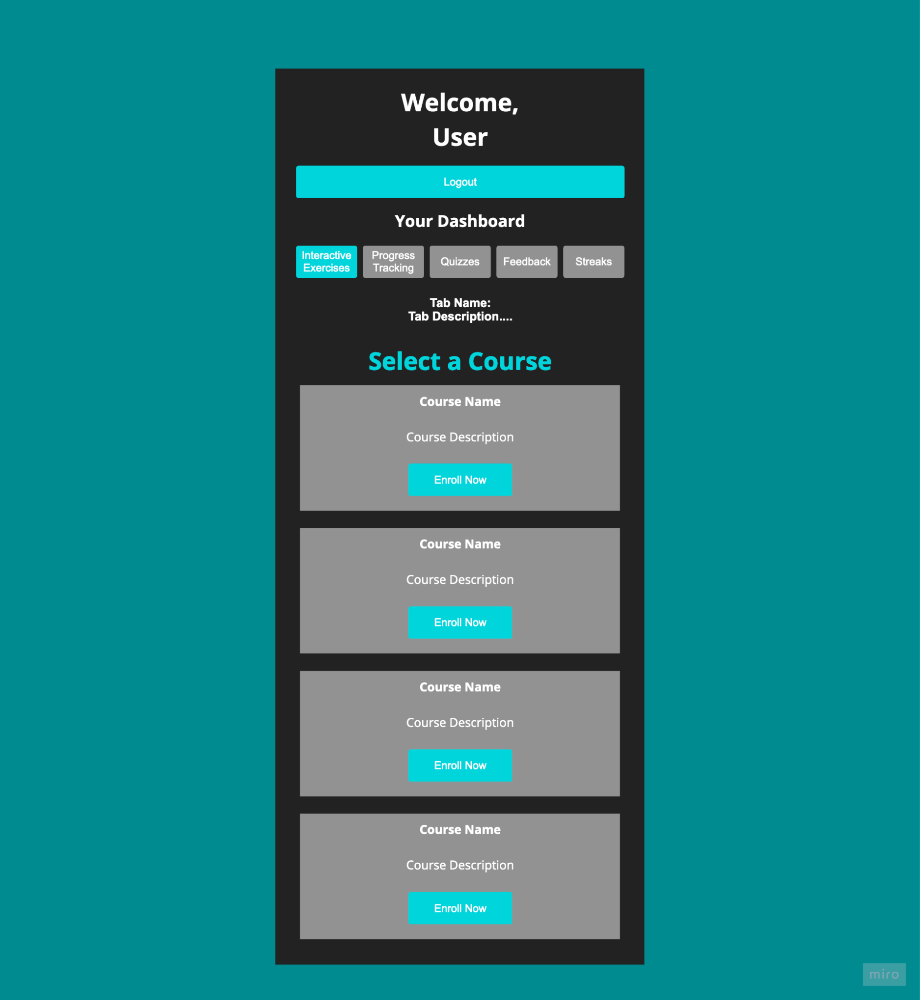 Welcome,
User
Logout
Your Dashboard
Interactive
Exercises
Progress
Tracking
Quizzes
Feedback
Streaks
Tab Name:
Tab Description....
Select a Course
Course Name
Course Description
Enroll Now
Course Name
Course Description
Enroll Now
Course Name
Course Description
Enroll Now
Course Name
Course Description
Enroll Now
miro